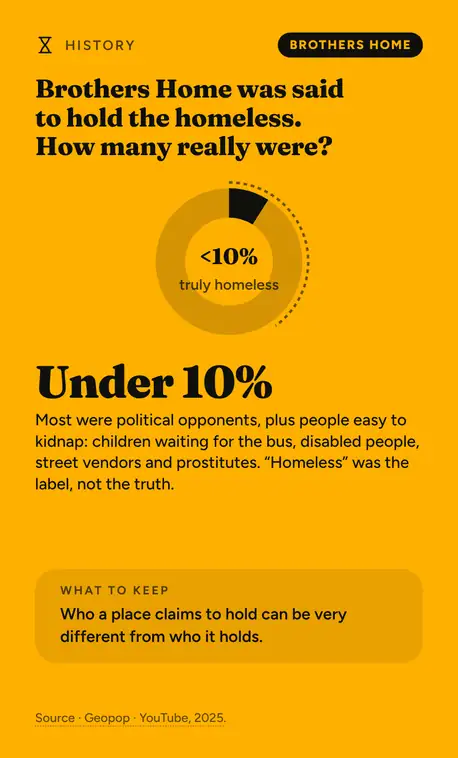 HISTORY
BROTHERS HOME
Brothers Home was said
to hold the homeless.
How many really were?
<10%
truly homeless
Under 10%
Most were political opponents, plus people easy to
kidnap: children waiting for the bus, disabled people,
street vendors and prostitutes. “Homeless” was the
label, not the truth.
WHAT TO KEEP
Who a place claims to hold can be very
different from who it holds.
Source · Geopop · YouTube, 2025.